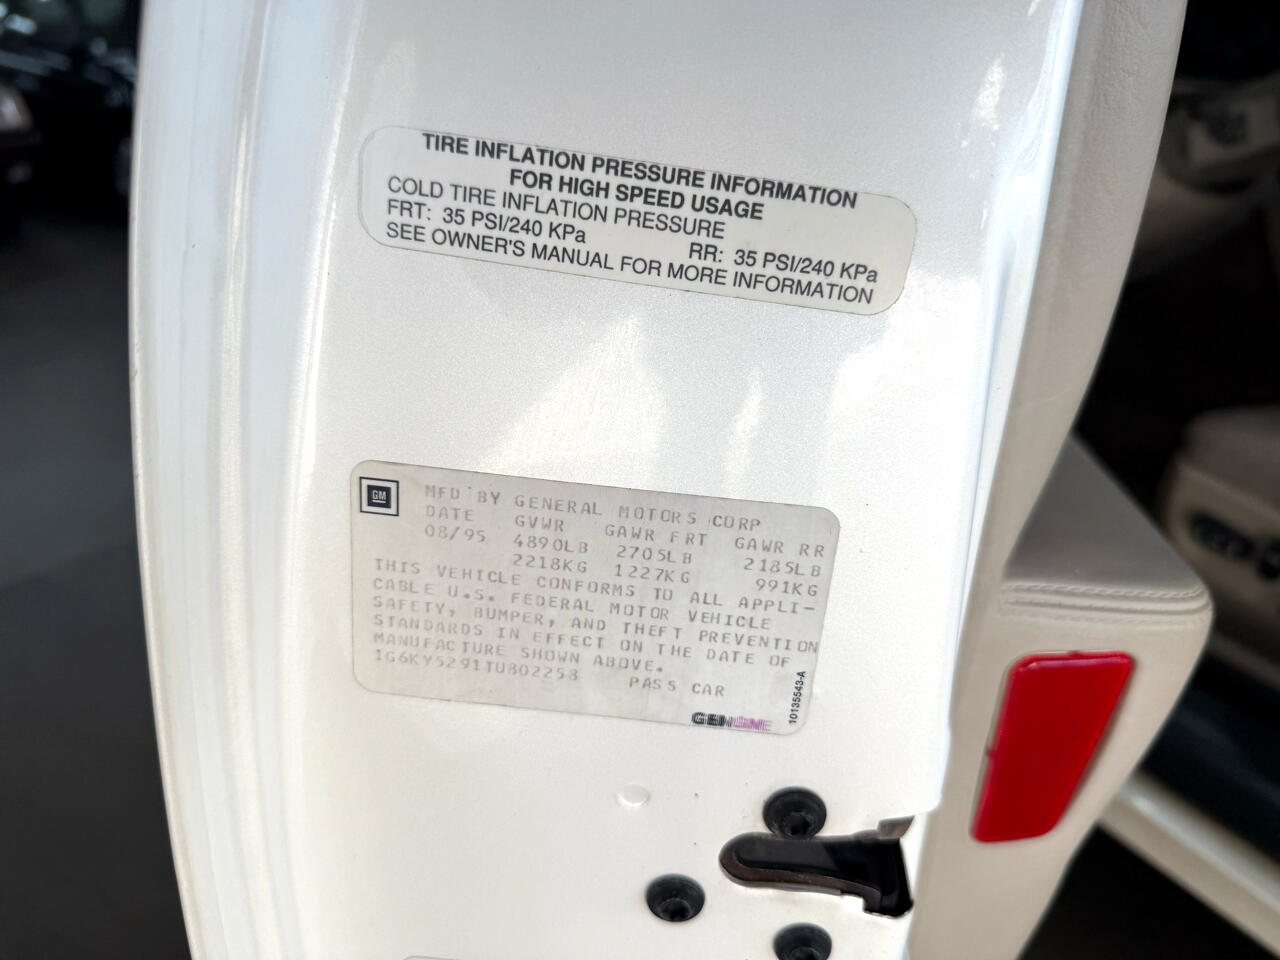 TIRE INFLATION PRESSURE INFORMATION
FOR HIGH SPEED USAGE
COLD TIRE INFLATION PRESSURE
FRT: 35 PSI/240 KPa RR: 35 PSI/240 KPa
SEE OWNER'S MANUAL FOR MORE INFORMATION
GM
MFD BY GENERAL MOTORS CORP
DATE GVWR GAWR FRT GAWR RR
08/95 4890LB 2705LB 2185LB
2218KG 1227KG 991KG
THIS VEHICLE CONFORMS TO ALL APPLI-
CABLE U.S. FEDERAL MOTOR VEHICLE
SAFETY, BUMPER, AND THEFT PREVENTION
STANDARDS IN EFFECT ON THE DATE OF
MANUFACTURE SHOWN ABOVE.
1G6KY5291TU802258 PASS CAR
GENUINE
10135543-A